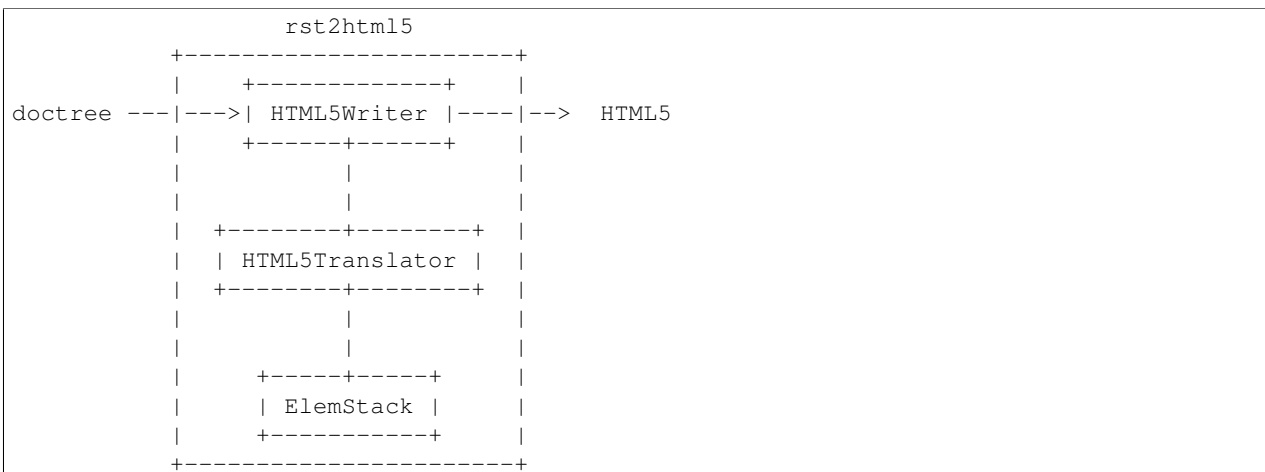 rst2html5
           +-----------------------+
           |    +-------------+    |
doctree ---|--->| HTML5Writer |----|-->  HTML5
           |    +------+------+    |
           |           |           |
           |           |           |
           |  +--------+--------+  |
           |  | HTML5Translator |  |
           |  +--------+--------+  |
           |           |           |
           |           |           |
           |     +-----+-----+     |
           |     | ElemStack |     |
           |     +-----------+     |
           +-----------------------+